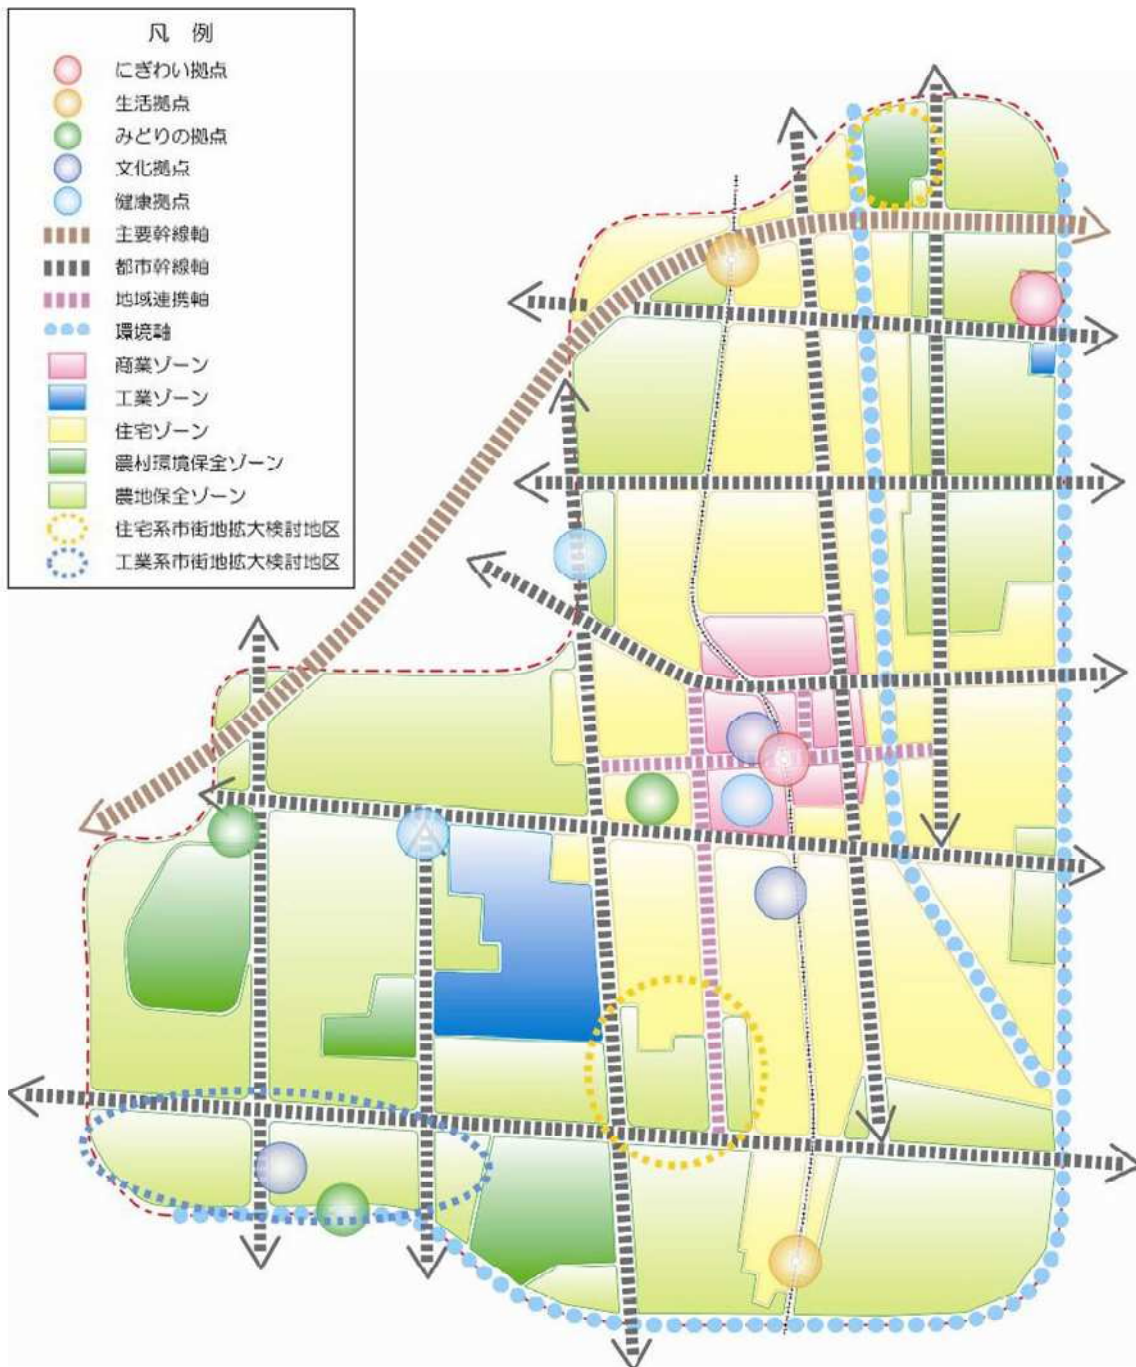 凡 例
にぎわい拠点
生活拠点
みどりの拠点
文化拠点
健康拠点
主要幹線軸
都市幹線軸
地域連携軸
環境軸
商業ゾーン
工業ゾーン
住宅ゾーン
農村環境保全ゾーン
農地保全ゾーン
住宅系市街地拡大検討地区
工業系市街地拡大検討地区